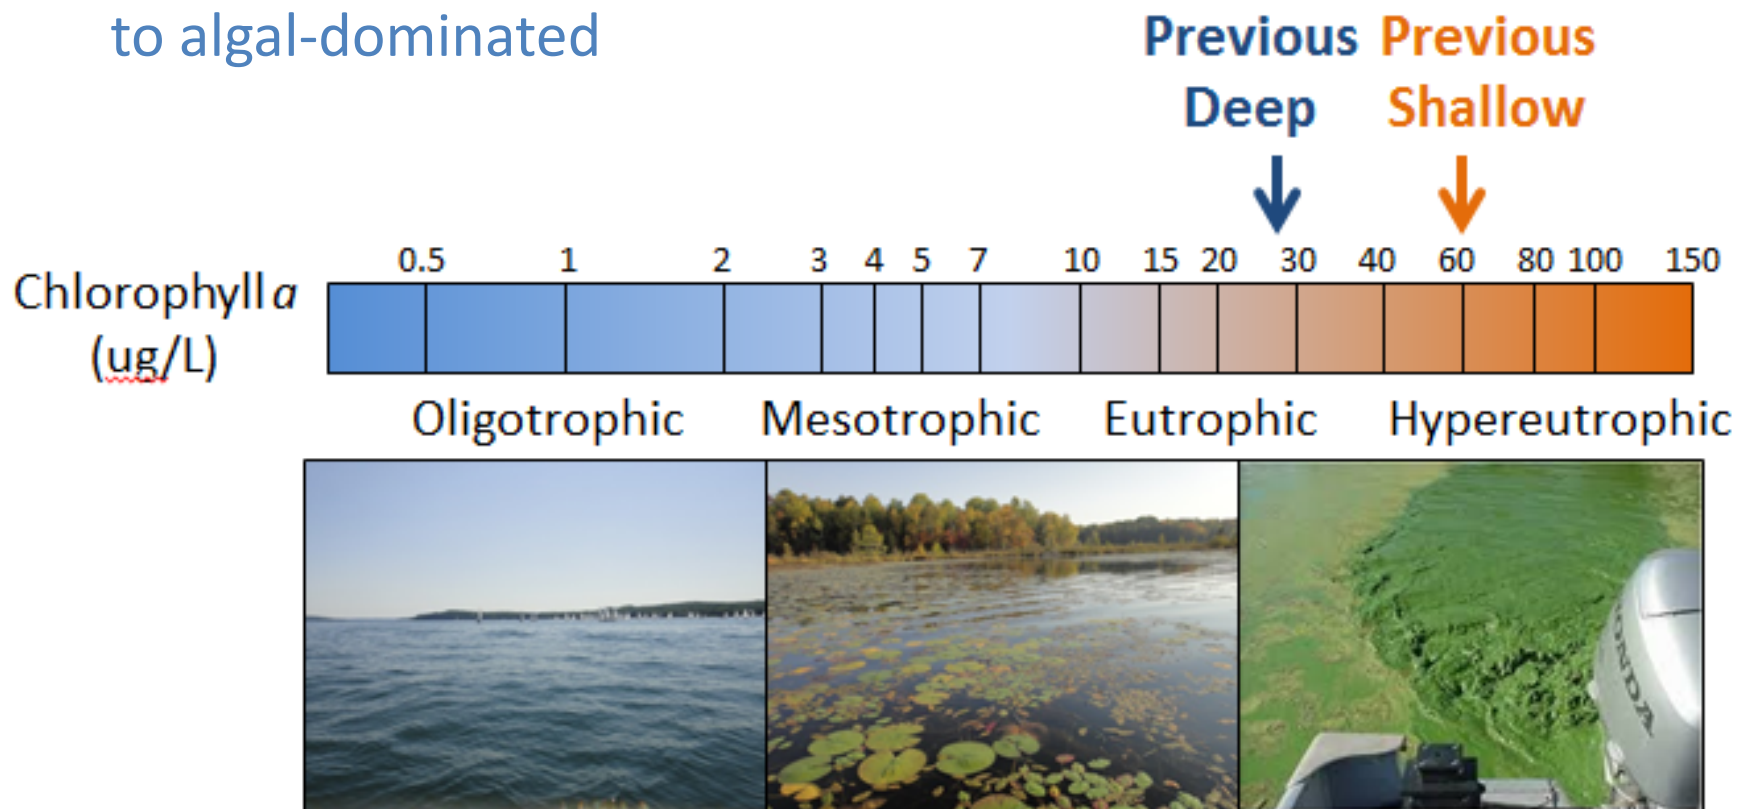 to algal-dominated
Previous Previous
Deep Shallow
0.5 1 2 3 4 5 7 10 15 20 30 40 60 80 100 150
Chlorophyll a
(ug/L)
Oligotrophic Mesotrophic Eutrophic Hypereutrophic
HONDA